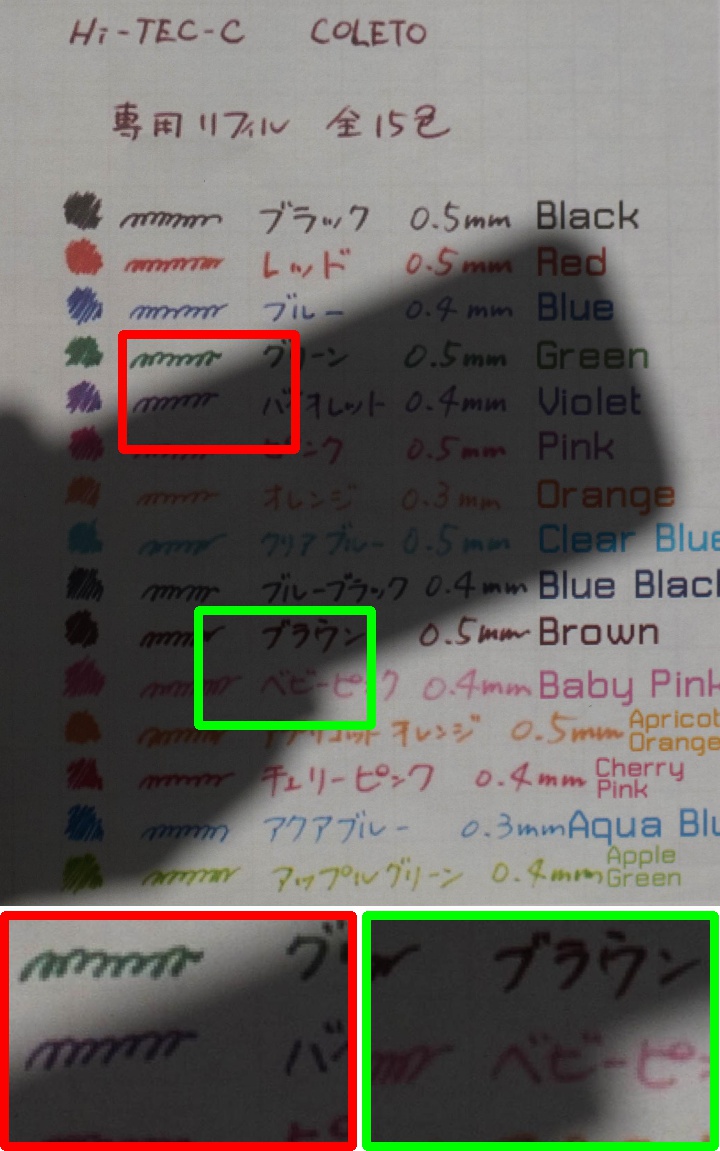 Hi-TEC-C COLETO
専用リフィル 全15色
ブラック 0.5mm Black
レッド 0.5mm Red
ブルー 0.4mm Blue
グリーン 0.5mm Green
バイオレット 0.4mm Violet
ピンク 0.5mm Pink
オレンジ 0.3mm Orange
クリアブルー 0.5mm Clear Blue
ブルーブラック 0.4mm Blue Blac
ブラウン 0.5mm Brown
ベビーピンク 0.4mm Baby Pink
アプリコットオレンジ 0.5mm Apricot Orange
チェリーピンク 0.4mm Cherry Pink
アクアブルー 0.3mm Aqua Blu
アップルグリーン 0.4mm Apple Green
グ
バ
ブラウン
ベビーピ